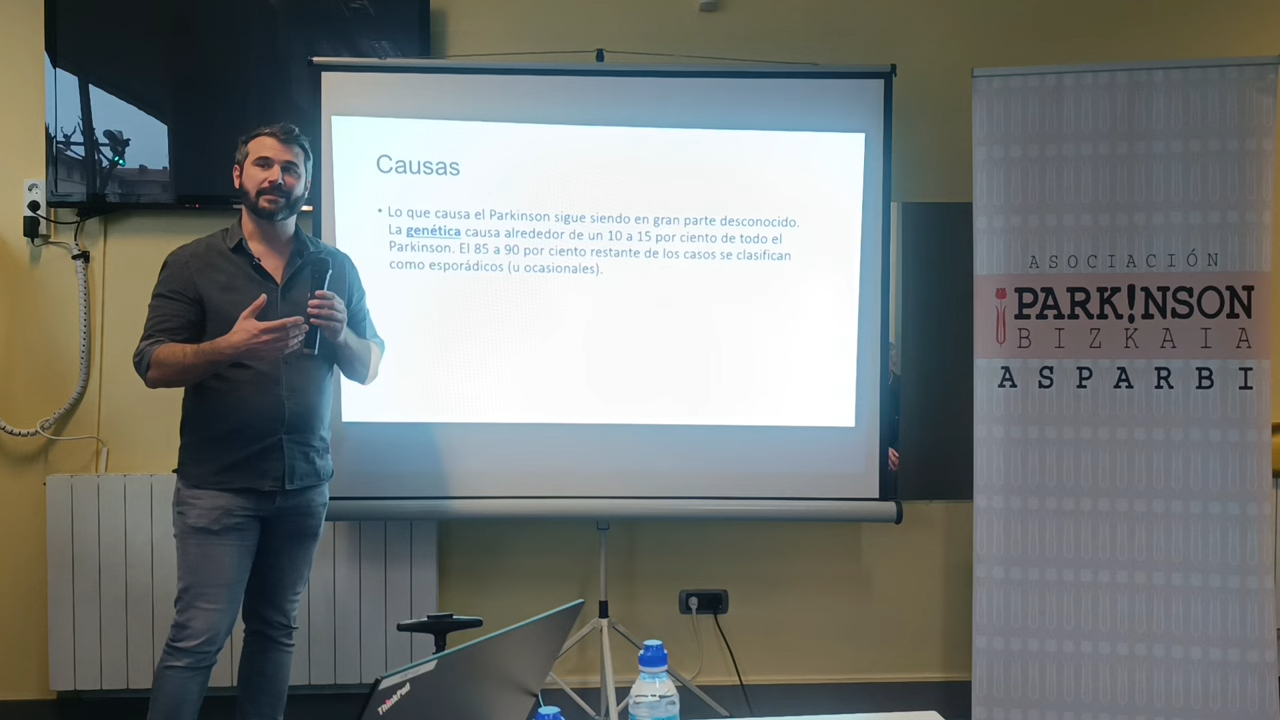 Causas
• Lo que causa el Parkinson sigue siendo en gran parte desconocido.
La genética causa alrededor de un 10 a 15 por ciento de todo el
Parkinson. El 85 a 90 por ciento restante de los casos se clasifican
como esporádicos (u ocasionales).
ASOCIACIÓN
PARK!NSON
BIZKAIA
ASPARBI
ThinkPad